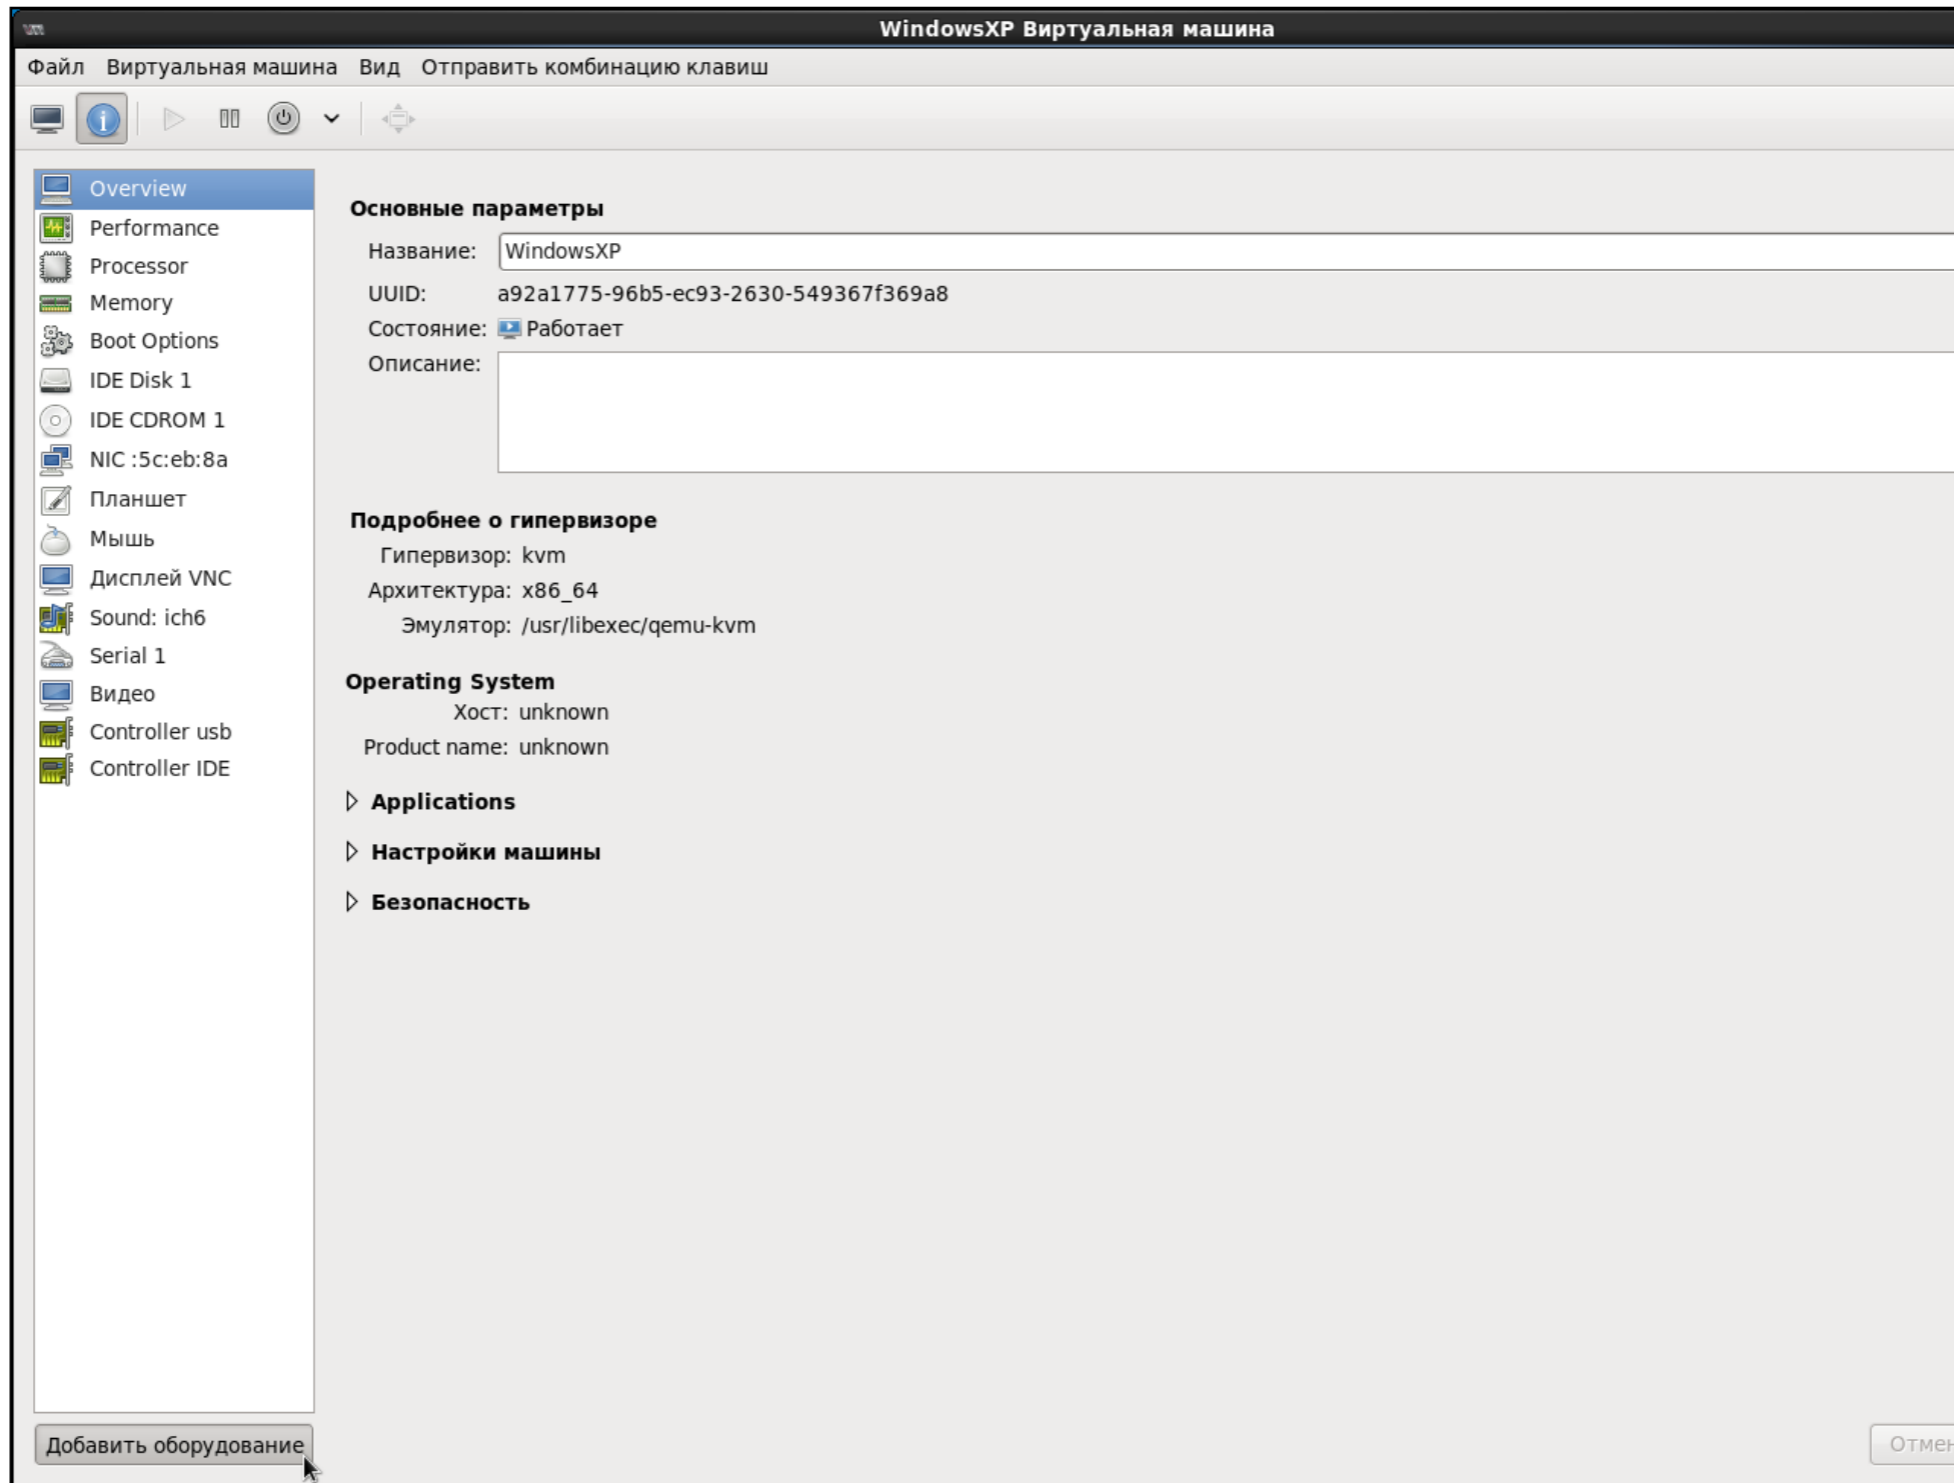 WindowsXP Виртуальная машина
Файл Виртуальная машина Вид Отправить комбинацию клавиш
Overview
Performance
Processor
Memory
Boot Options
IDE Disk 1
IDE CDROM 1
NIC :5c:eb:8a
Планшет
Мышь
Дисплей VNC
Sound: ich6
Serial 1
Видео
Controller usb
Controller IDE
Добавить оборудование
Основные параметры
Название: WindowsXP
UUID: a92a1775-96b5-ec93-2630-549367f369a8
Состояние: Работает
Описание:
Подробнее о гипервизоре
Гипервизор: kvm
Архитектура: x86_64
Эмулятор: /usr/libexec/qemu-kvm
Operating System
Хост: unknown
Product name: unknown
Applications
Настройки машины
Безопасность